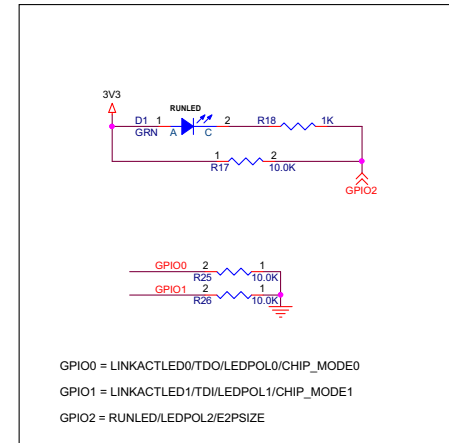 RUNLED
3V3
D1 1 2 R18 1K
GRN A C
1 2
R17 10.0K
GPIO2
GPIO0 2 1
R25 10.0K
GPIO1 2 1
R26 10.0K
GPIO0 = LINKACTLED0/TDO/LEDPOL0/CHIP_MODE0
GPIO1 = LINKACTLED1/TDI/LEDPOL1/CHIP_MODE1
GPIO2 = RUNLED/LEDPOL2/E2PSIZE